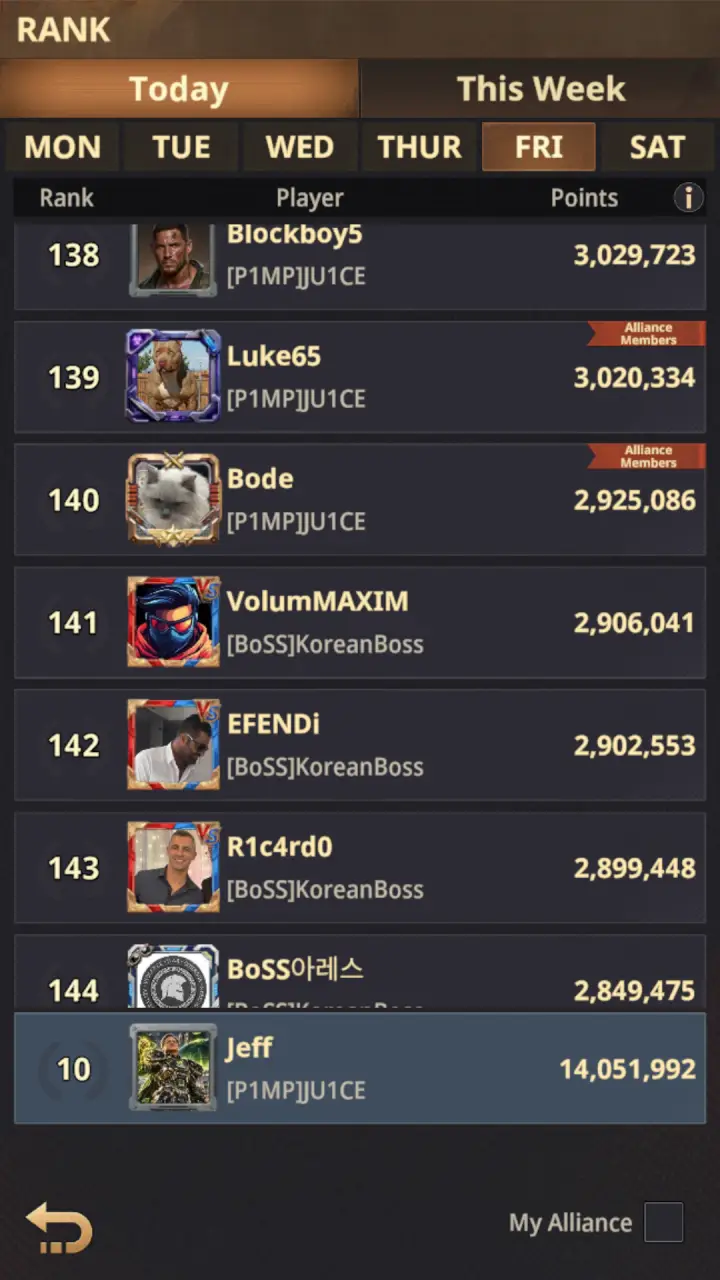 RANK
Today
This Week
MON TUE WED THUR FRI SAT
Rank Player Points
138 Blockboy5 3,029,723
[P1MP]JU1CE
Alliance
Members
139 Luke65 3,020,334
[P1MP]JU1CE
Alliance
Members
140 Bode 2,925,086
[P1MP]JU1CE
141 VolumMAXIM 2,906,041
[BoSS]KoreanBoss
142 EFENDi 2,902,553
[BoSS]KoreanBoss
143 R1c4rd0 2,899,448
[BoSS]KoreanBoss
144 BoSS아레스 2,849,475
10 Jeff 14,051,992
[P1MP]JU1CE
My Alliance